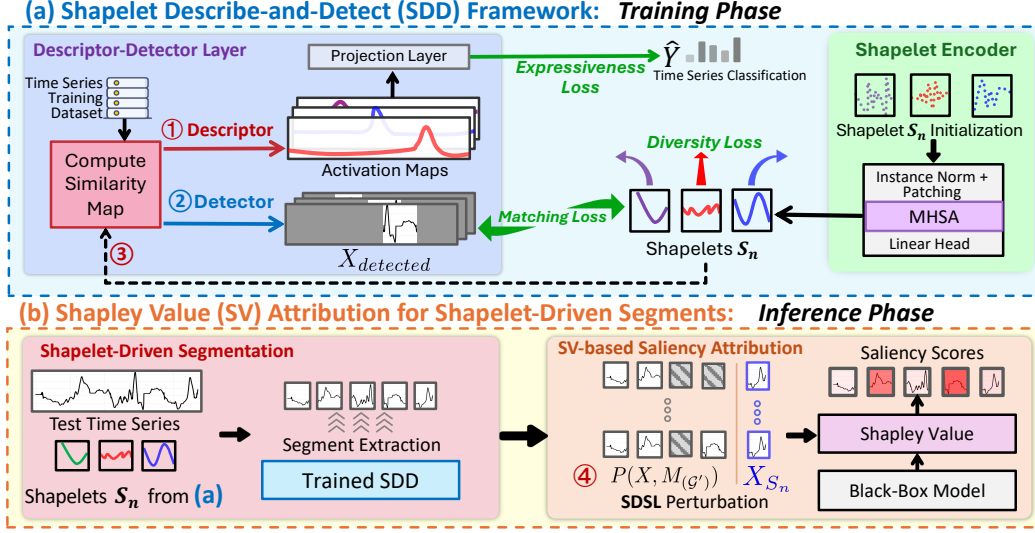 (a) Shapelet Describe-and-Detect (SDD) Framework: Training Phase
Descriptor-Detector Layer
Time Series
Training
Dataset
Compute
Similarity
Map
① Descriptor
② Detector
③
Projection Layer
Activation Maps
X_detected
Expressiveness
Loss
Ŷ
Time Series Classification
Matching Loss
Diversity Loss
Shapelets S_n
Shapelet Encoder
Shapelet S_n Initialization
Instance Norm +
Patching
MHSA
Linear Head
(b) Shapley Value (SV) Attribution for Shapelet-Driven Segments: Inference Phase
Shapelet-Driven Segmentation
Test Time Series
Shapelets S_n from (a)
Segment Extraction
Trained SDD
SV-based Saliency Attribution
④ P(X, M_(𝒢′)) X_{S_n}
SDSL Perturbation
Saliency Scores
Shapley Value
Black-Box Model